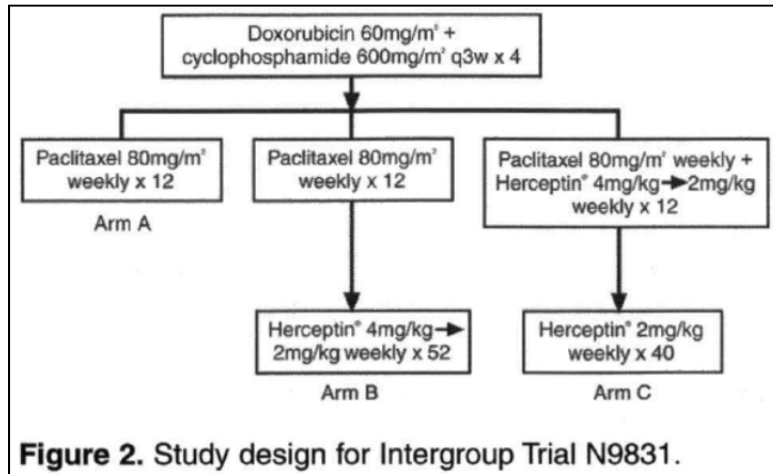 Doxorubicin 60mg/m² +
cyclophosphamide 600mg/m² q3w x 4
Paclitaxel 80mg/m²
weekly x 12
Arm A
Paclitaxel 80mg/m²
weekly x 12
Paclitaxel 80mg/m² weekly +
Herceptin® 4mg/kg➔2mg/kg
weekly x 12
Herceptin® 4mg/kg➔
2mg/kg weekly x 52
Arm B
Herceptin® 2mg/kg
weekly x 40
Arm C
Figure 2. Study design for Intergroup Trial N9831.